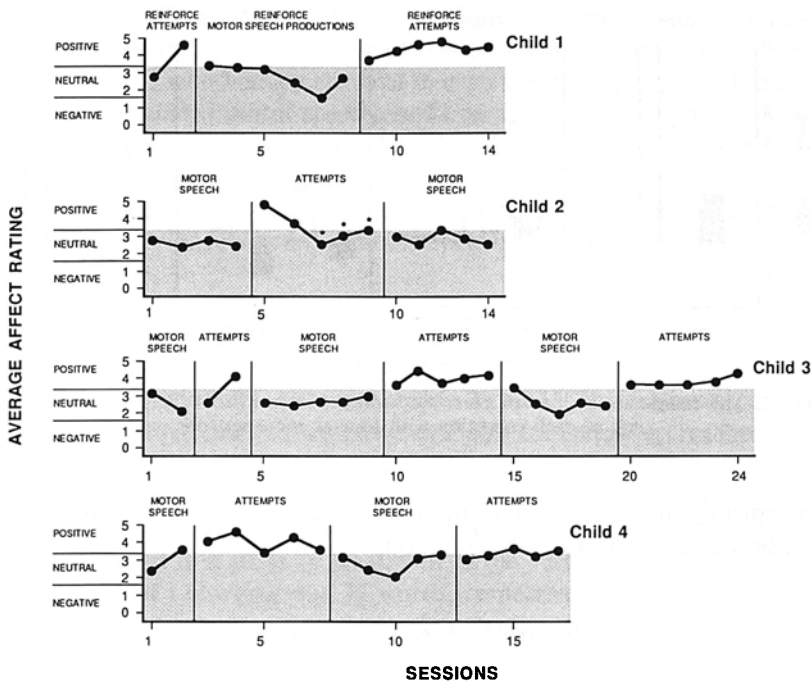 REINFORCE ATTEMPTS
REINFORCE MOTOR SPEECH PRODUCTIONS
REINFORCE ATTEMPTS
Child 1
POSITIVE
NEUTRAL
NEGATIVE
5
4
3
2
1
0
1 5 10 14
MOTOR SPEECH
ATTEMPTS
MOTOR SPEECH
Child 2
POSITIVE
NEUTRAL
NEGATIVE
5
4
3
2
1
0
* * *
1 5 10 14
MOTOR SPEECH
ATTEMPTS
MOTOR SPEECH
ATTEMPTS
MOTOR SPEECH
ATTEMPTS
Child 3
POSITIVE
NEUTRAL
NEGATIVE
5
4
3
2
1
0
1 5 10 15 20 24
MOTOR SPEECH
ATTEMPTS
MOTOR SPEECH
ATTEMPTS
Child 4
POSITIVE
NEUTRAL
NEGATIVE
5
4
3
2
1
0
1 5 10 15
AVERAGE AFFECT RATING
SESSIONS